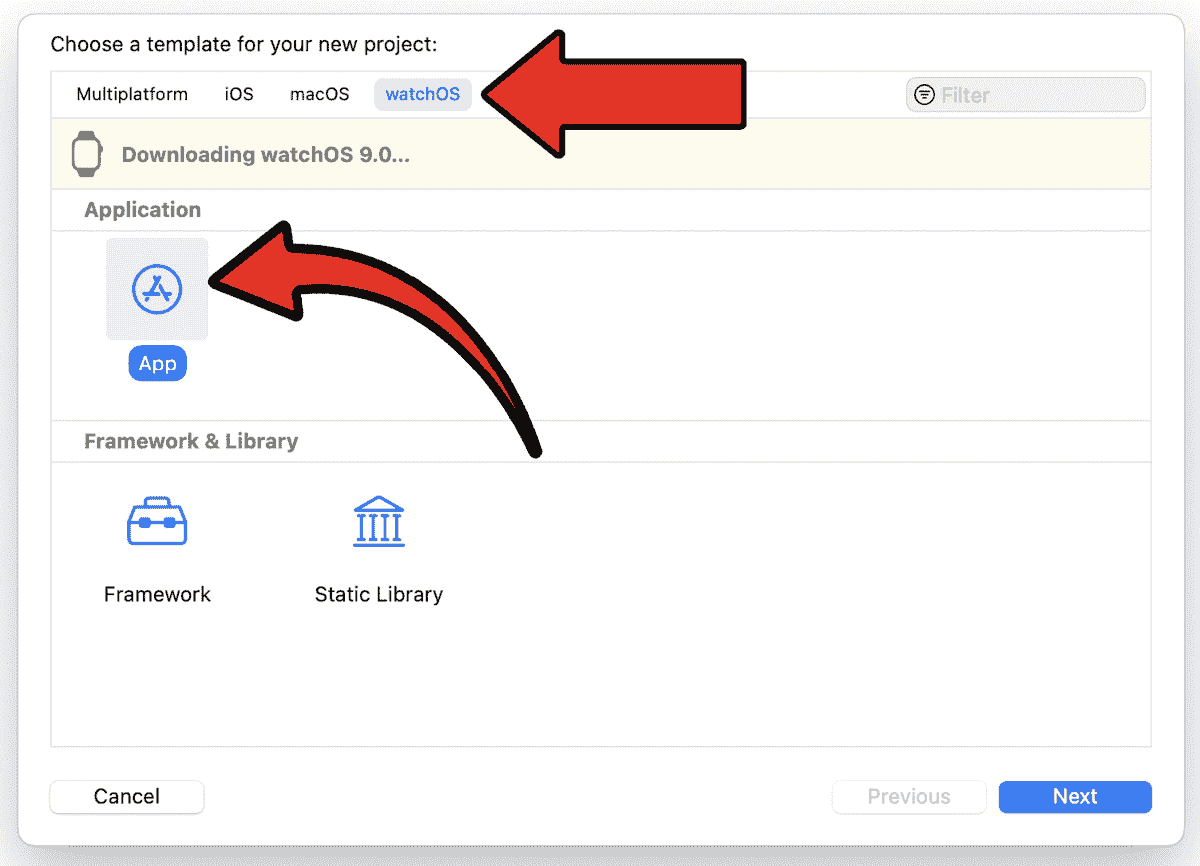 Choose a template for your new project:
Multiplatform iOS macOS watchOS Filter
Downloading watchOS 9.0...
Application
App
Framework & Library
Framework Static Library
Cancel Previous Next